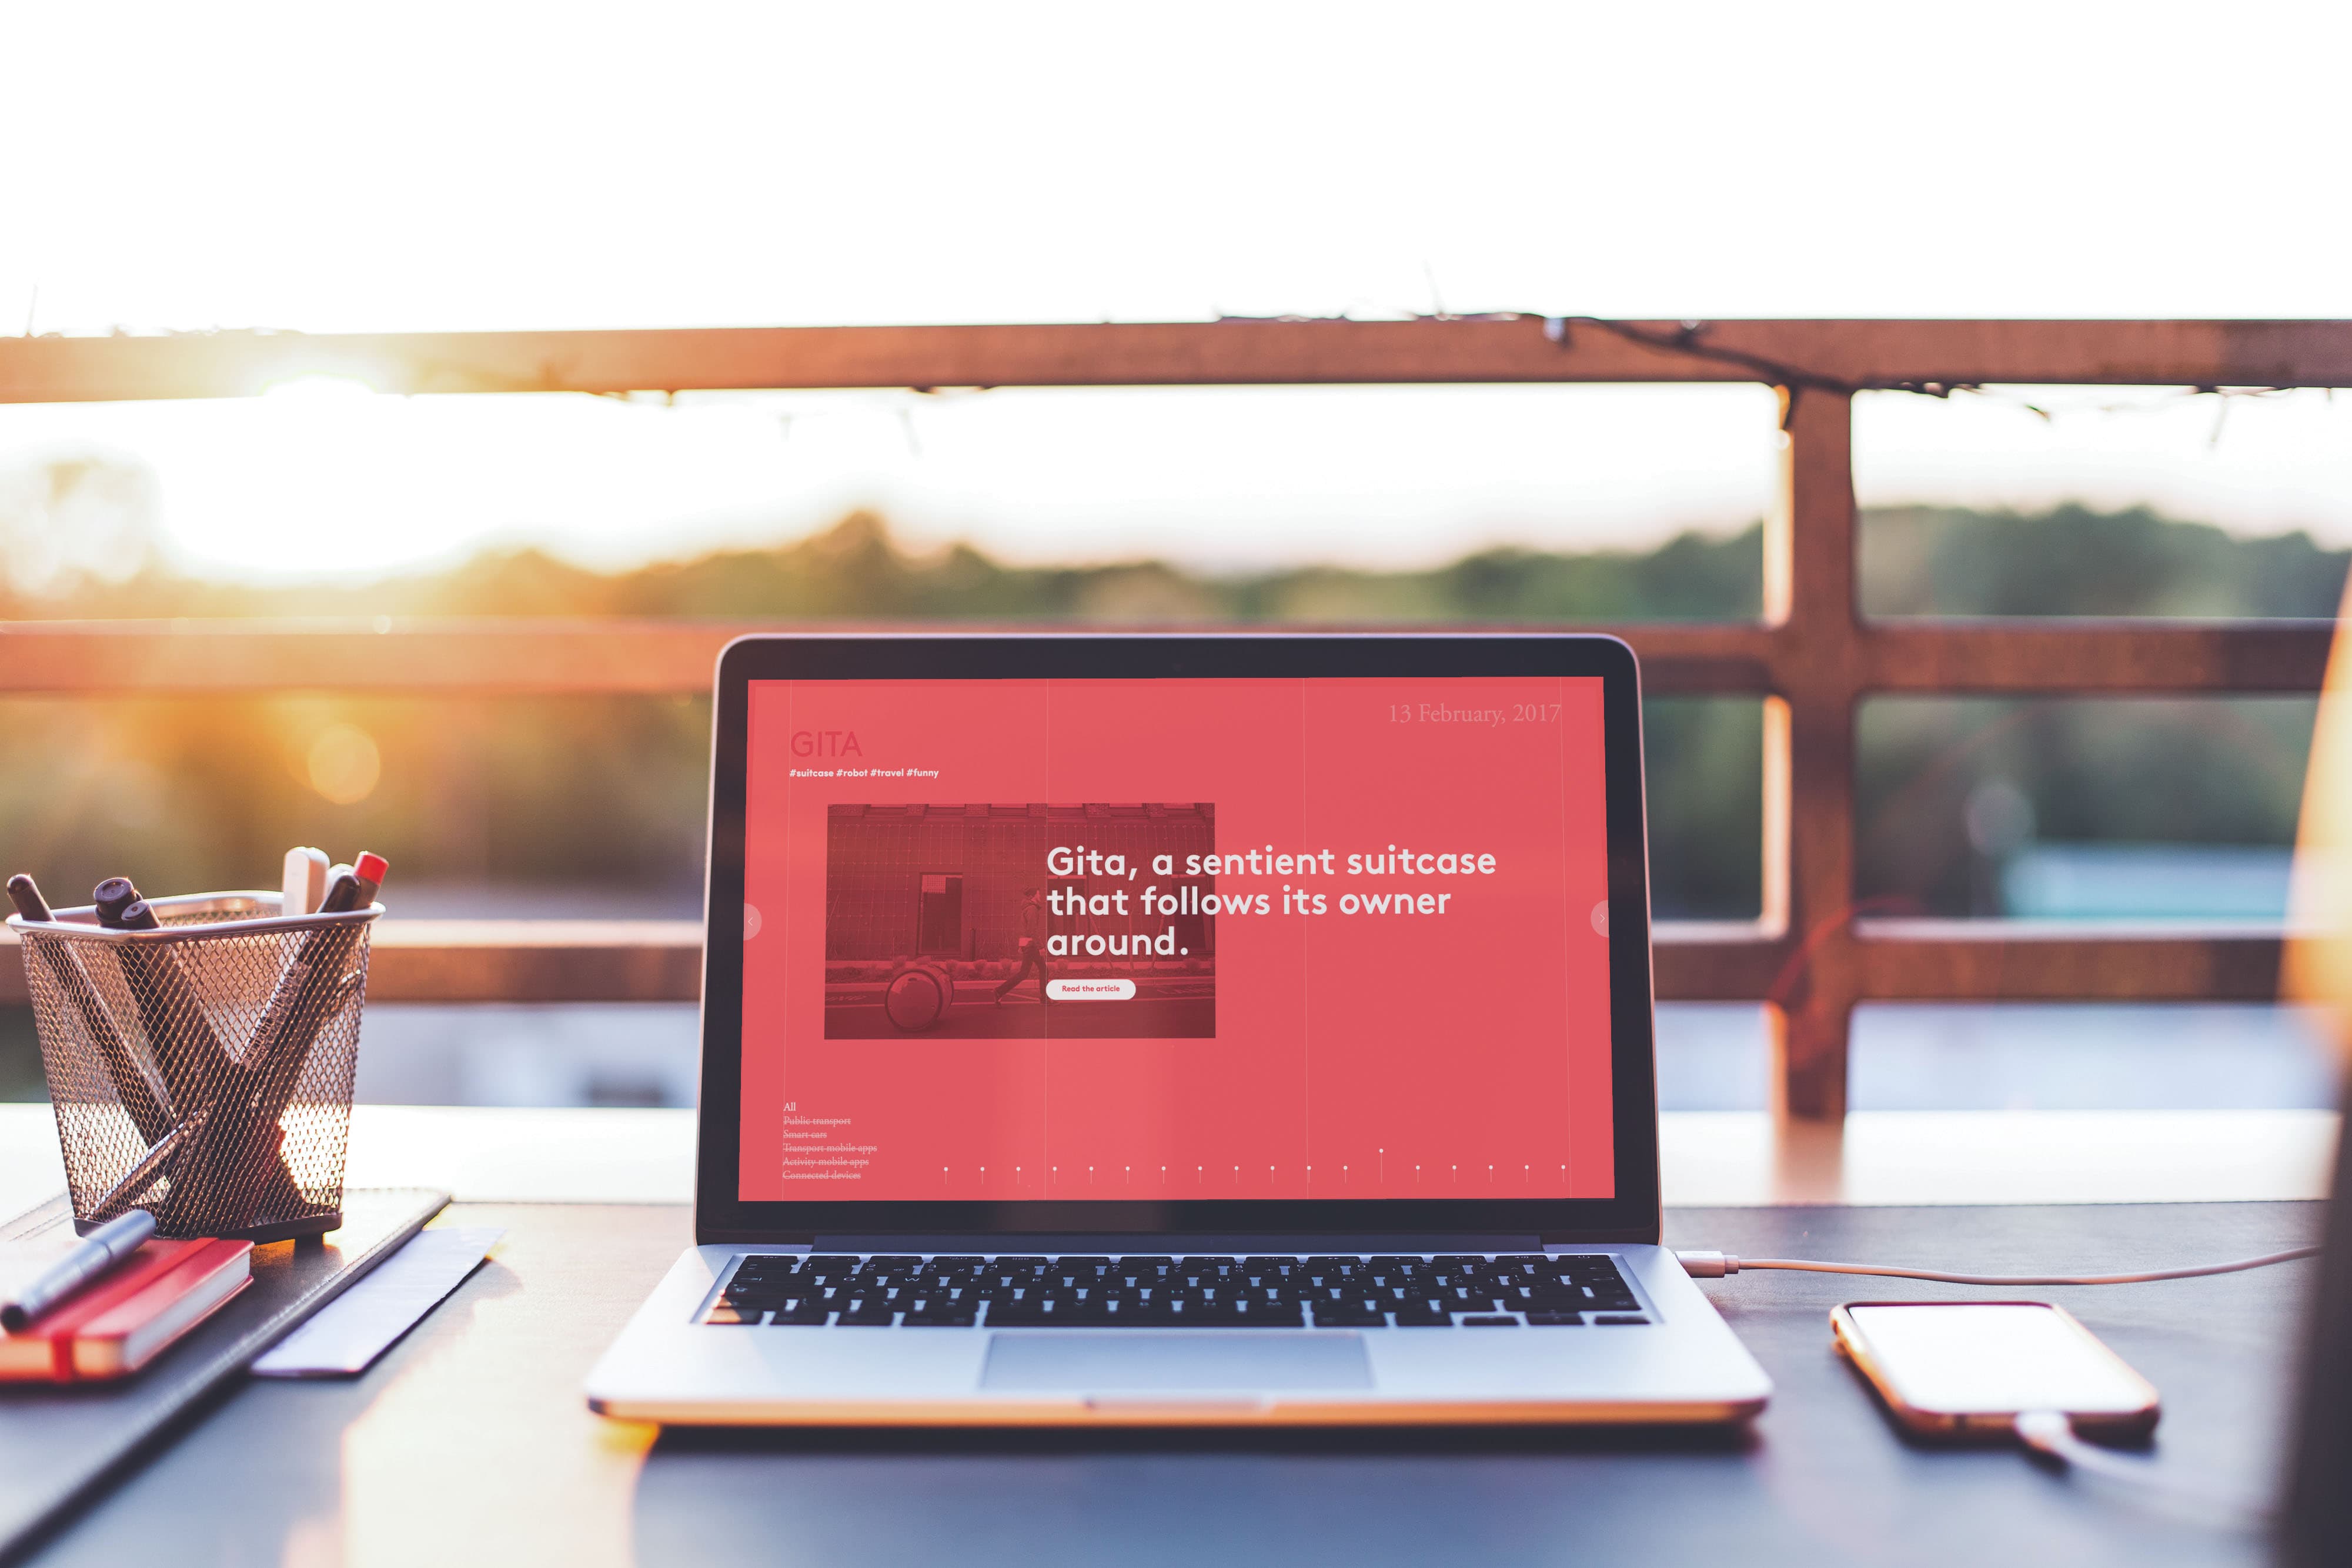 13 February, 2017
GITA
#suitcase #robot #travel #funny
Gita, a sentient suitcase
that follows its owner
around.
Read the article
All
Public transport
Smart cars
Transport mobile apps
Activity mobile apps
Connected devices